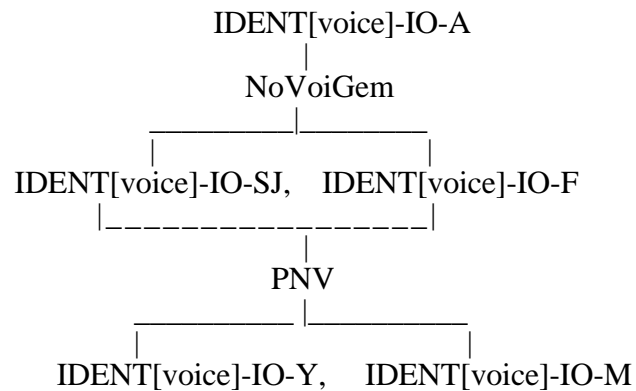 IDENT[voice]-IO-A
NoVoiGem
IDENT[voice]-IO-SJ, IDENT[voice]-IO-F
PNV
IDENT[voice]-IO-Y, IDENT[voice]-IO-M